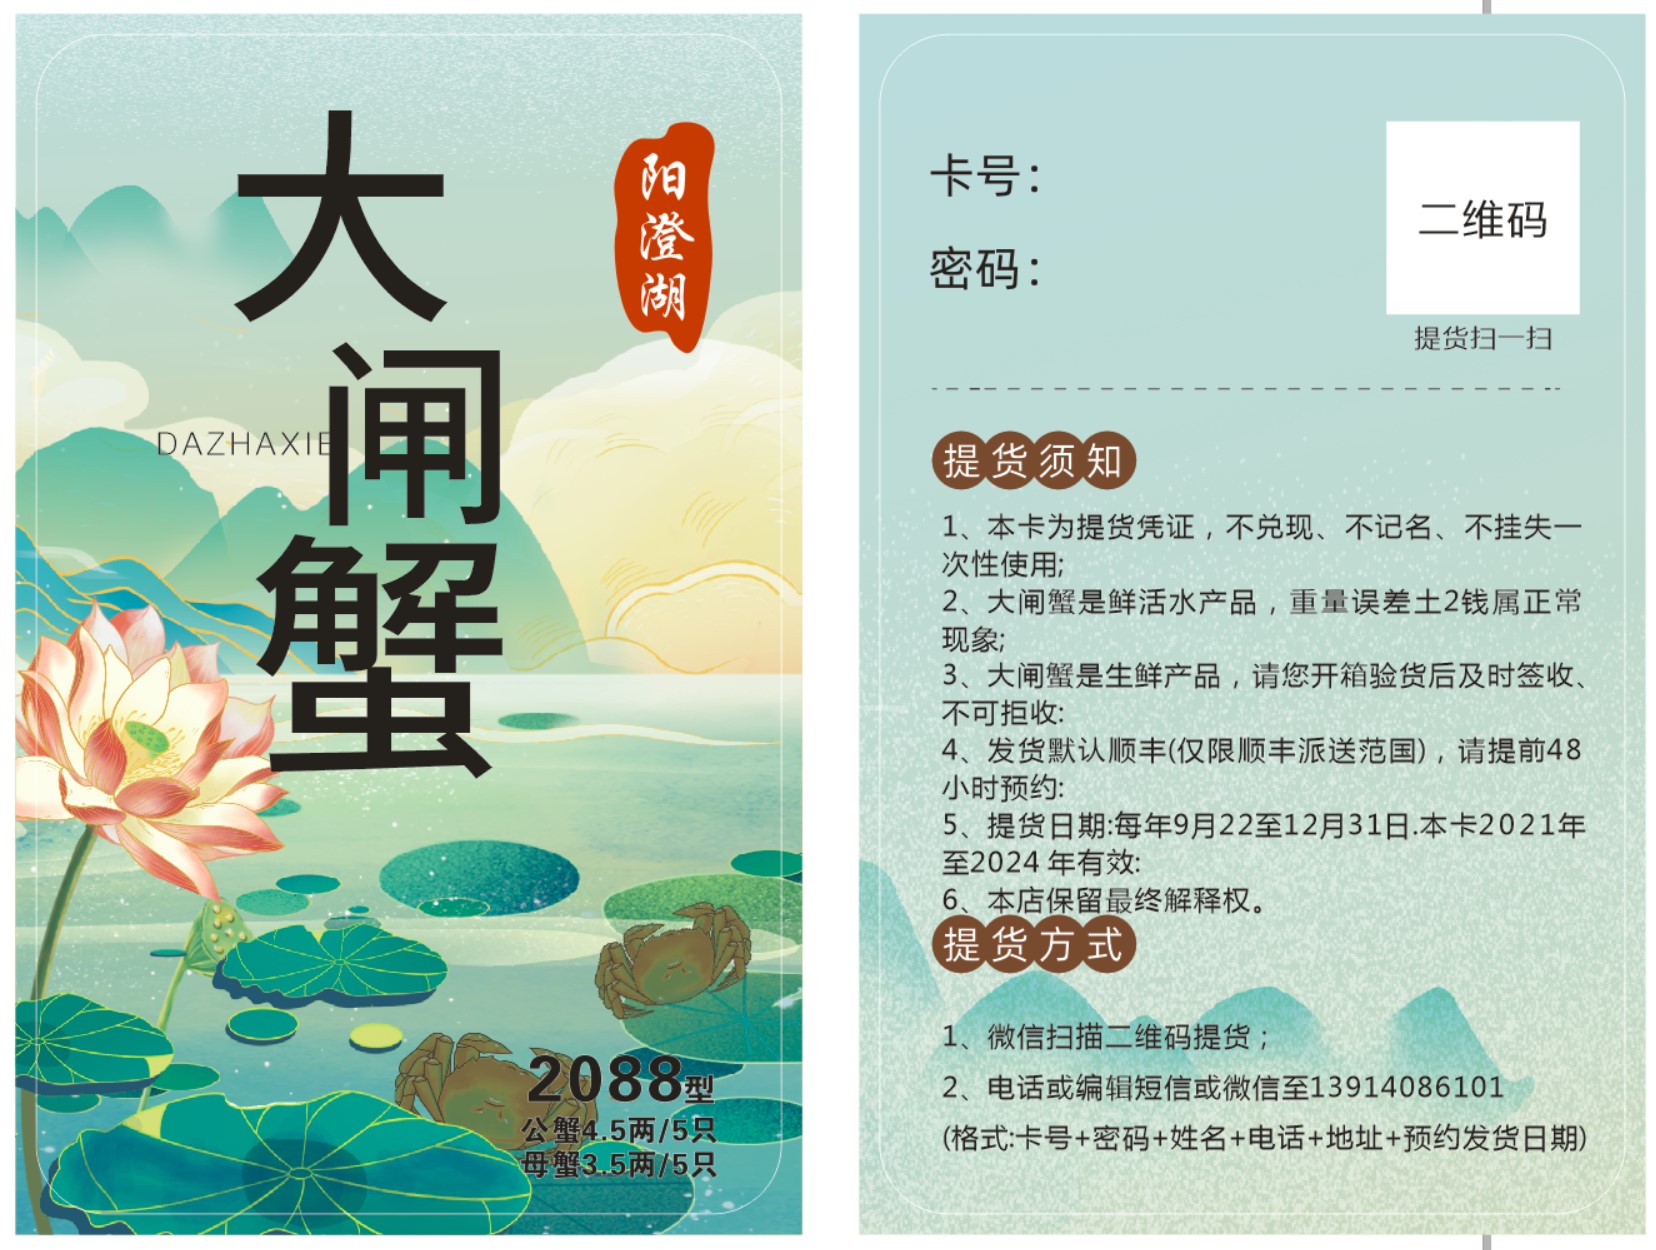 大
闸
蟹
DAZHAXIE
阳
澄
湖
2088型
公蟹4.5两/5只
母蟹3.5两/5只
卡号：
密码：
二维码
提货扫一扫
提货须知
1、本卡为提货凭证，不兑现、不记名、不挂失一
次性使用;
2、大闸蟹是鲜活水产品，重量误差土2钱属正常
现象;
3、大闸蟹是生鲜产品，请您开箱验货后及时签收、
不可拒收:
4、发货默认顺丰(仅限顺丰派送范国)，请提前48
小时预约:
5、提货日期:每年9月22至12月31日.本卡2021年
至2024 年有效:
6、本店保留最终解释权。
提货方式
1、微信扫描二维码提货；
2、电话或编辑短信或微信至13914086101
(格式:卡号+密码+姓名+电话+地址+预约发货日期)